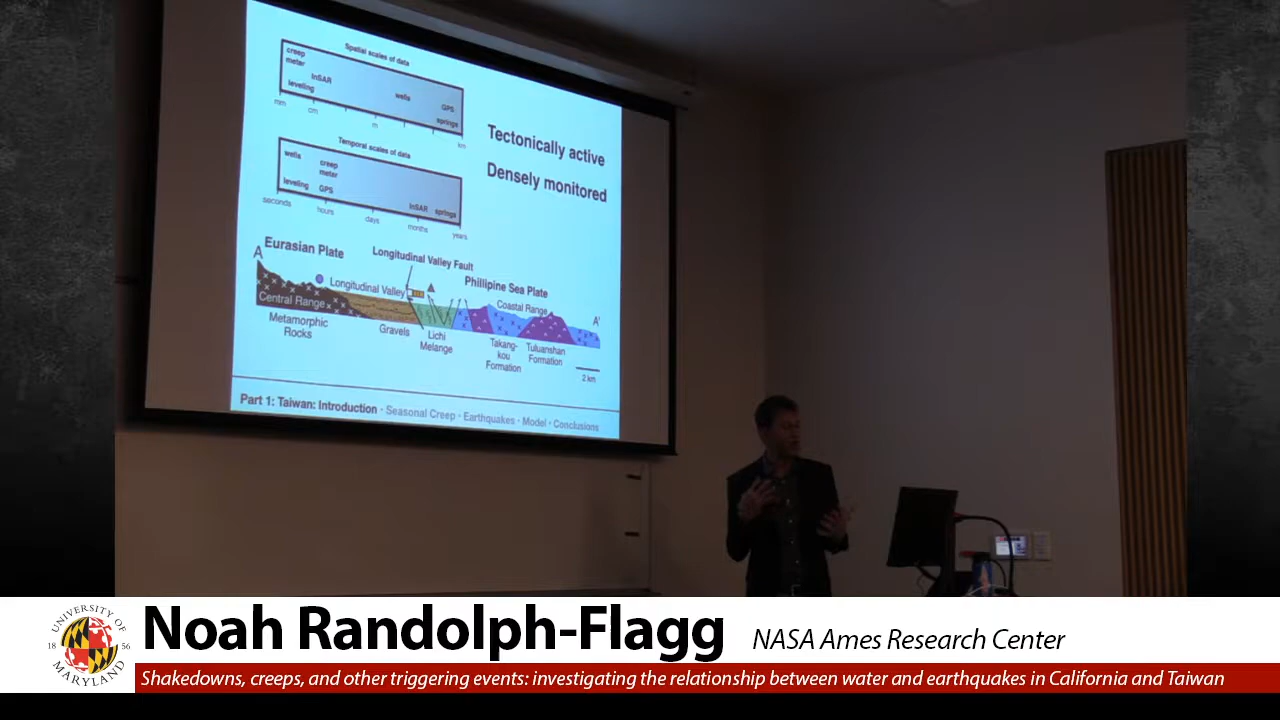 Spatial scales of data
creep
meter
InSAR
leveling
wells
GPS
springs
mm
cm
m
km
Temporal scales of data
wells
creep
meter
leveling
GPS
InSAR
springs
seconds
hours
days
months
years
Tectonically active
Densely monitored
A
Eurasian Plate
Longitudinal Valley Fault
Phillipine Sea Plate
Longitudinal Valley
Central Range
Coastal Range
A'
Metamorphic
Rocks
Gravels
Lichi
Melange
Takang-
kou
Formation
Tuluanshan
Formation
2 km
Part 1: Taiwan: Introduction · Seasonal Creep · Earthquakes · Model · Conclusions
UNIVERSITY OF
18 56
MARYLAND
Noah Randolph-Flagg NASA Ames Research Center
Shakedowns, creeps, and other triggering events: investigating the relationship between water and earthquakes in California and Taiwan